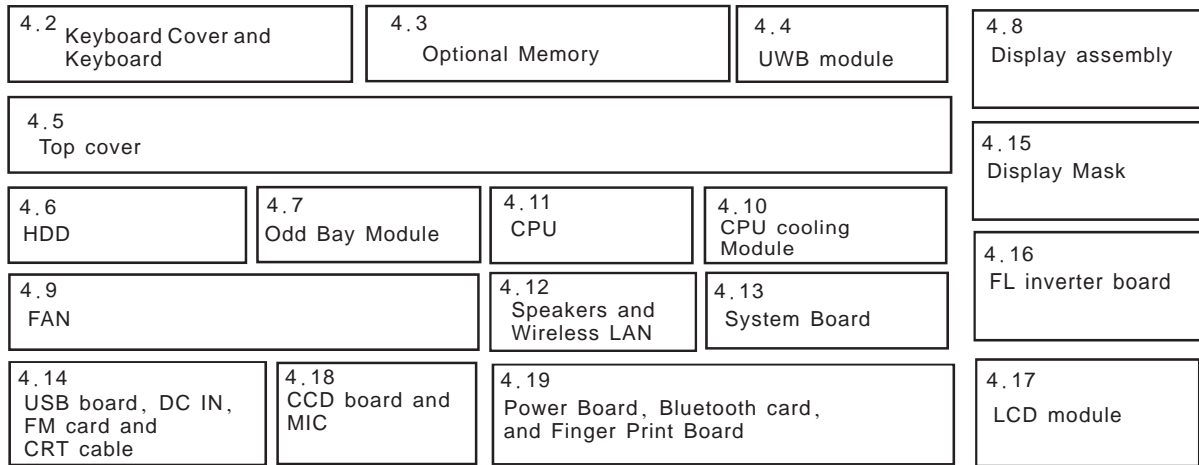 4.2 Keyboard Cover and
Keyboard
4.3
Optional Memory
4.4
UWB module
4.8
Display assembly
4.5
Top cover
4.15
Display Mask
4.6
HDD
4.7
Odd Bay Module
4.11
CPU
4.10
CPU cooling
Module
4.16
FL inverter board
4.9
FAN
4.12
Speakers and
Wireless LAN
4.13
System Board
4.14
USB board, DC IN,
FM card and
CRT cable
4.18
CCD board and
MIC
4.19
Power Board, Bluetooth card,
and Finger Print Board
4.17
LCD module